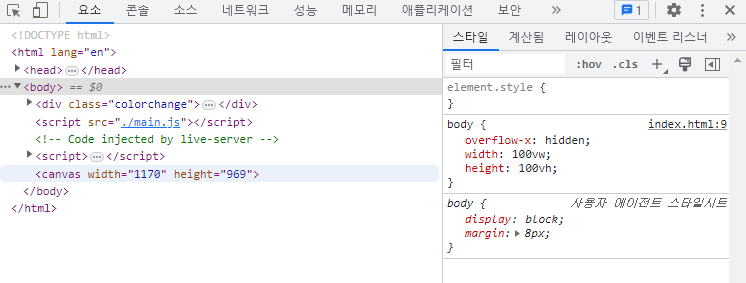 요소 콘솔 소스 네트워크 성능 메모리 애플리케이션 보안 » 1
<!DOCTYPE html>
<html lang="en">
<head>…</head>
<body> == $0
<div class="colorchange">…</div>
<script src="./main.js"></script>
<!-- Code injected by live-server -->
<script>…</script>
<canvas width="1170" height="969">
</body>
</html>
스타일 계산됨 레이아웃 이벤트 리스너 »
필터 :hov .cls +
element.style {
}
body { index.html:9
overflow-x: hidden;
width: 100vw;
height: 100vh;
}
body { 사용자 에이전트 스타일시트
display: block;
margin: 8px;
}